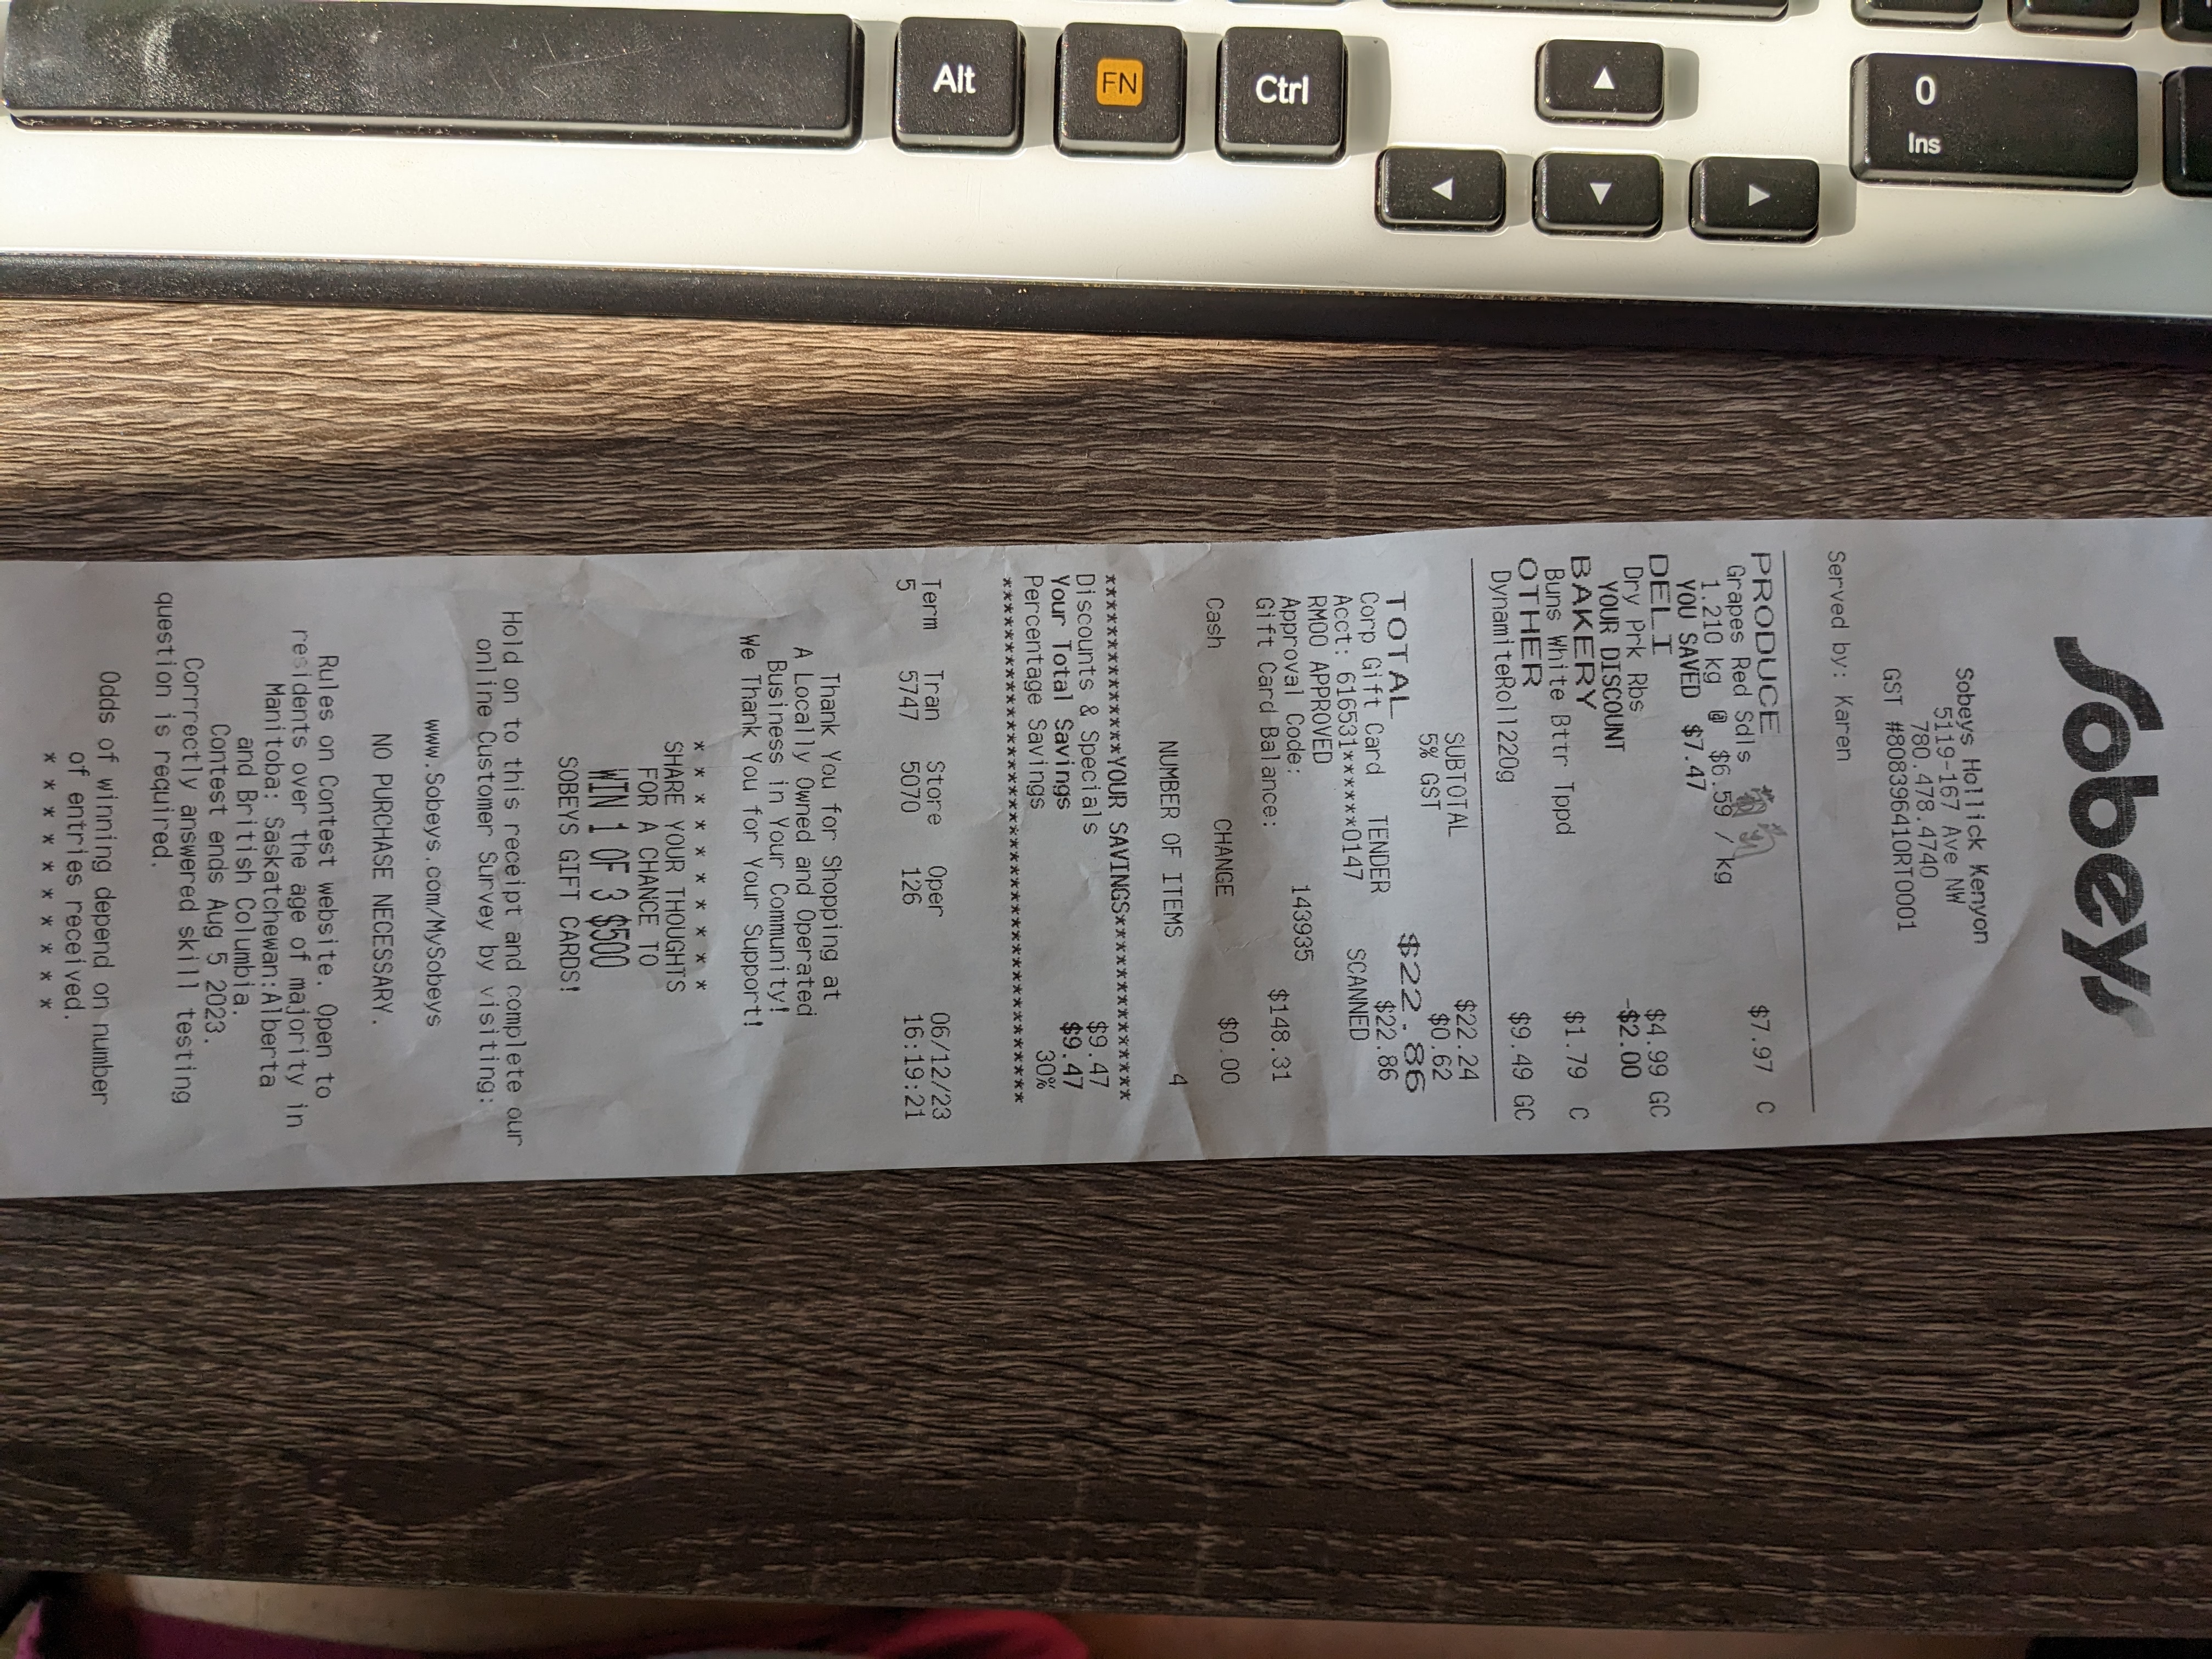 Alt
FN
Ctrl
▲
◀
▼
▶
0
Ins
Sobeys
Sobeys Hollick Kenyon
5119-167 Ave NW
780.478.4740
GST #808396410RT0001
Served by: Karen
PRODUCE
Grapes Red Sdls $7.97 C
1.210 kg @ $6.59 / kg
YOU SAVED $7.47
DELI
Dry Prk Rbs $4.99 GC
YOUR DISCOUNT -$2.00
BAKERY
Buns White Bttr Tppd $1.79 C
OTHER
DynamiteRoll220g $9.49 GC
SUBTOTAL $22.24
5% GST $0.62
TOTAL $22.86
Corp Gift Card TENDER $22.86
Acct: 616531******0147 SCANNED
RM00 APPROVED
Approval Code: 143935
Gift Card Balance: $148.31
CHANGE
Cash $0.00
NUMBER OF ITEMS 4
************YOUR SAVINGS****************
Discounts & Specials $9.47
Your Total Savings $9.47
Percentage Savings 30%
****************************************
Term Tran Store Oper 06/12/23
5 5747 5070 126 16:19:21
Thank You for Shopping at
A Locally Owned and Operated
Business in Your Community!
We Thank You for Your Support!
* * * * * * * * * *
SHARE YOUR THOUGHTS
FOR A CHANCE TO
WIN 1 OF 3 $500
SOBEYS GIFT CARDS!
Hold on to this receipt and complete our
online Customer Survey by visiting:
www.Sobeys.com/MySobeys
NO PURCHASE NECESSARY.
Rules on Contest website. Open to
residents over the age of majority in
Manitoba: Saskatchewan:Alberta
and British Columbia.
Contest ends Aug 5 2023.
Correctly answered skill testing
question is required.
Odds of winning depend on number
of entries received.
* * * * * * * * * *